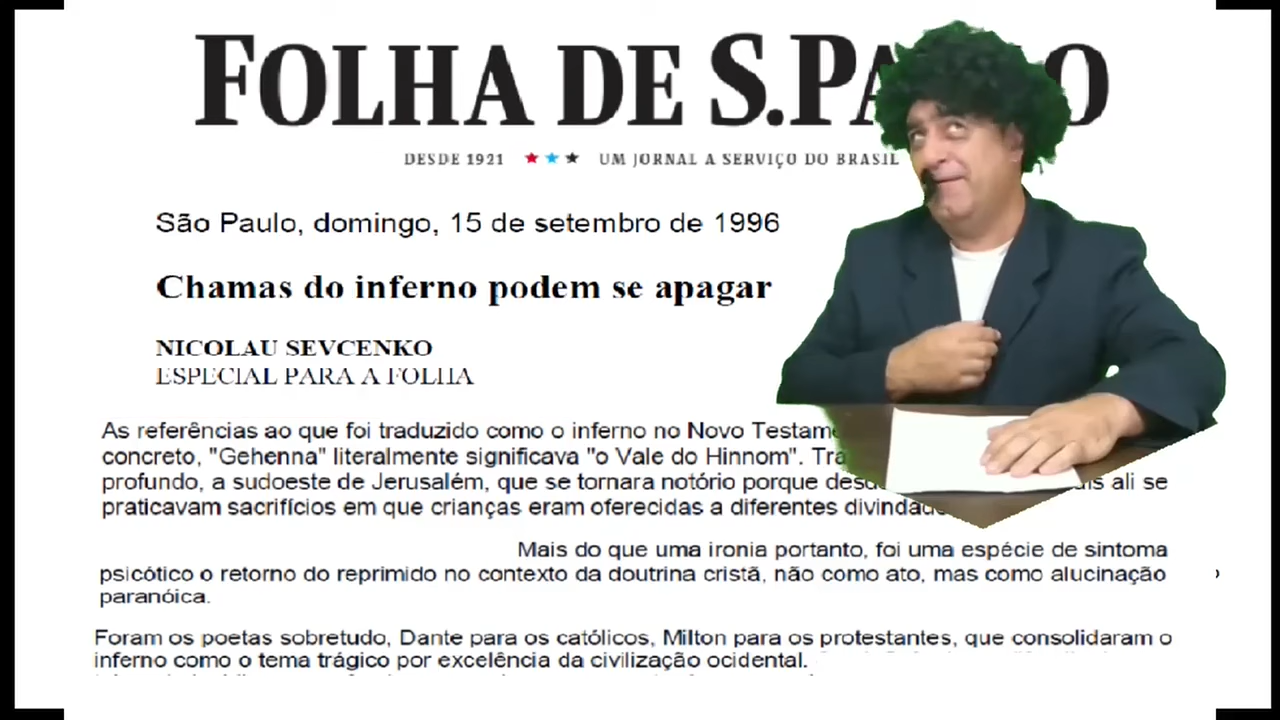 FOLHA DE S.PA O
DESDE 1921 ★★★ UM JORNAL A SERVIÇO DO BRASIL
São Paulo, domingo, 15 de setembro de 1996
Chamas do inferno podem se apagar
NICOLAU SEVCENKO
ESPECIAL PARA A FOLHA
As referências ao que foi traduzido como o inferno no Novo
concreto, "Gehenna" literalmente significava "o Vale do Hinnom".
profundo, a sudoeste de Jerusalém, que se tornara notório porque ali se
praticavam sacrifícios em que crianças eram oferecidas a diferentes
Mais do que uma ironia portanto, foi uma espécie de sintoma
psicótico o retorno do reprimido no contexto da doutrina cristã, não como ato, mas como alucinação
paranóica.
Foram os poetas sobretudo, Dante para os católicos, Milton para os protestantes, que consolidaram o
inferno como o tema trágico por excelência da civilização ocidental.